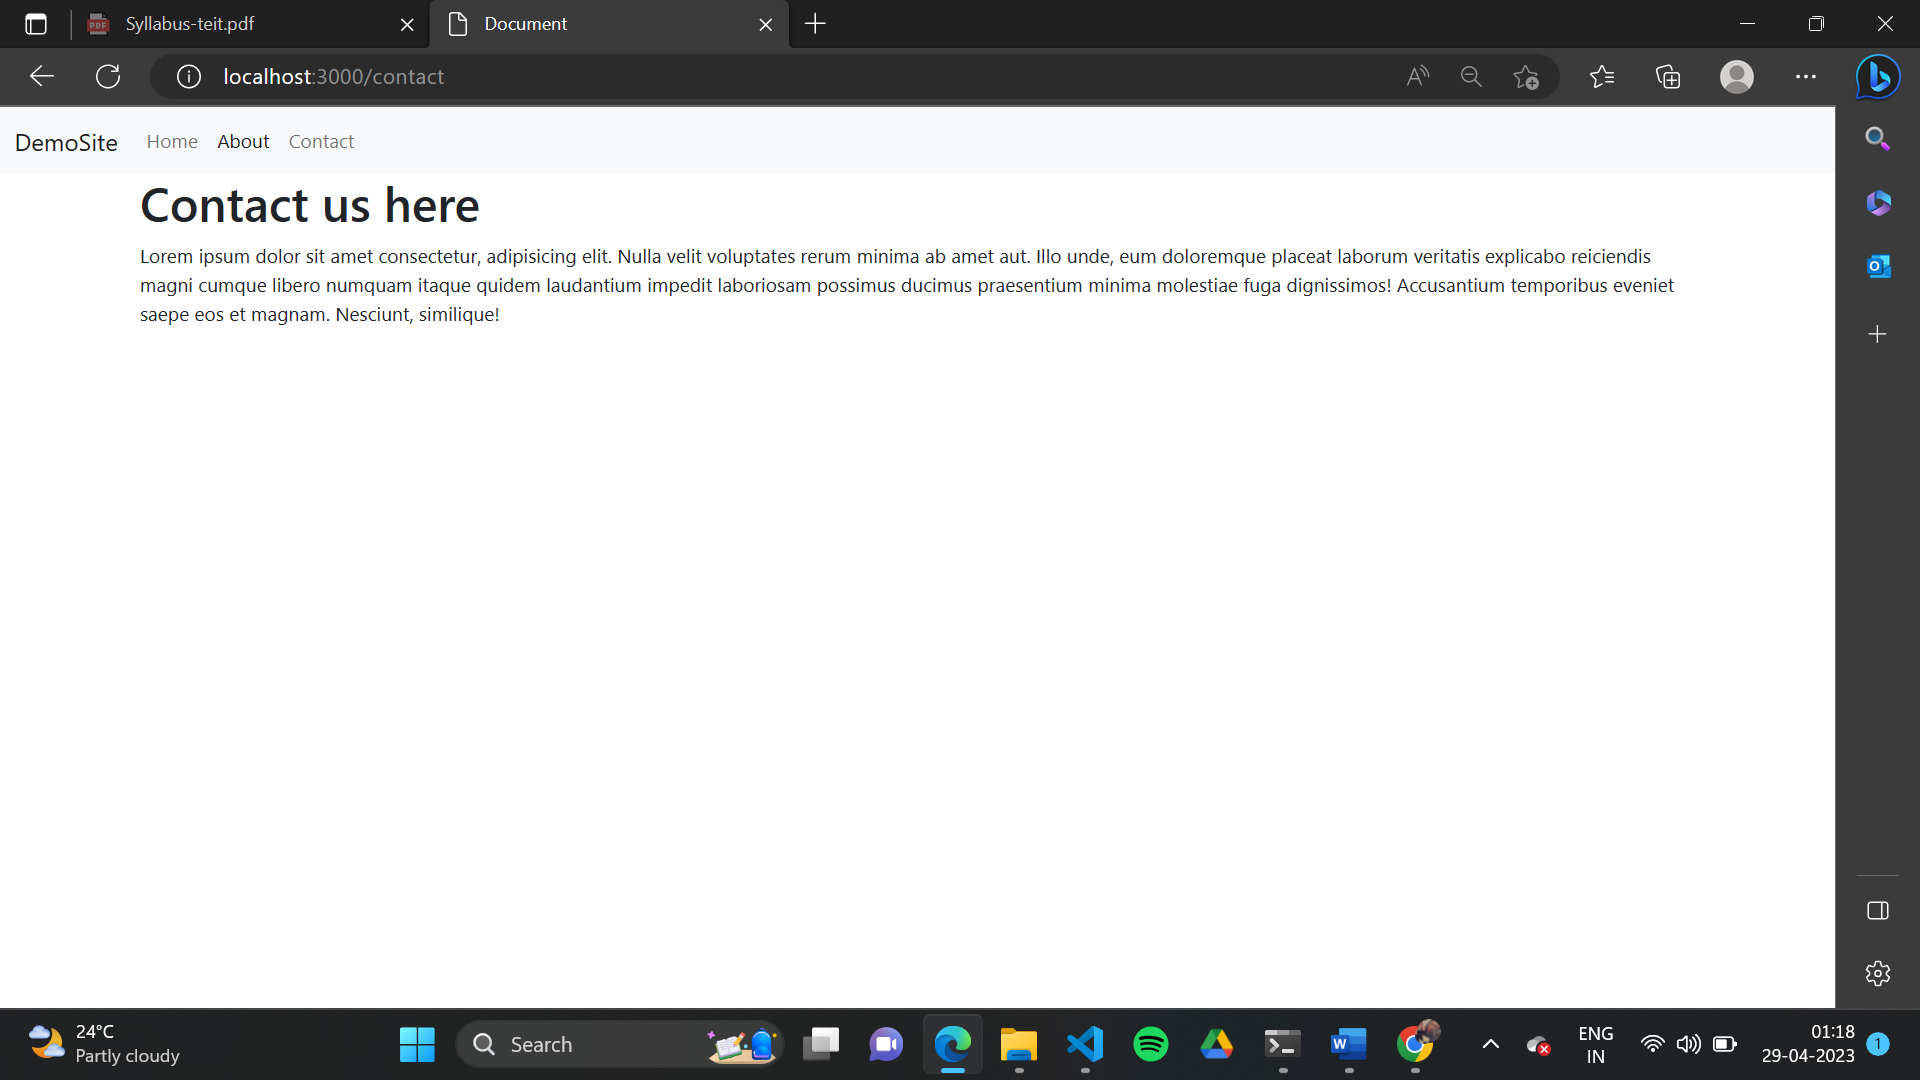 Syllabus-teit.pdf
Document
localhost:3000/contact
DemoSite Home About Contact
Contact us here
Lorem ipsum dolor sit amet consectetur, adipisicing elit. Nulla velit voluptates rerum minima ab amet aut. Illo unde, eum doloremque placeat laborum veritatis explicabo reiciendis
magni cumque libero numquam itaque quidem laudantium impedit laboriosam possimus ducimus praesentium minima molestiae fuga dignissimos! Accusantium temporibus eveniet
saepe eos et magnam. Nesciunt, similique!
24°C
Partly cloudy
Search
ENG
IN
01:18
29-04-2023
1